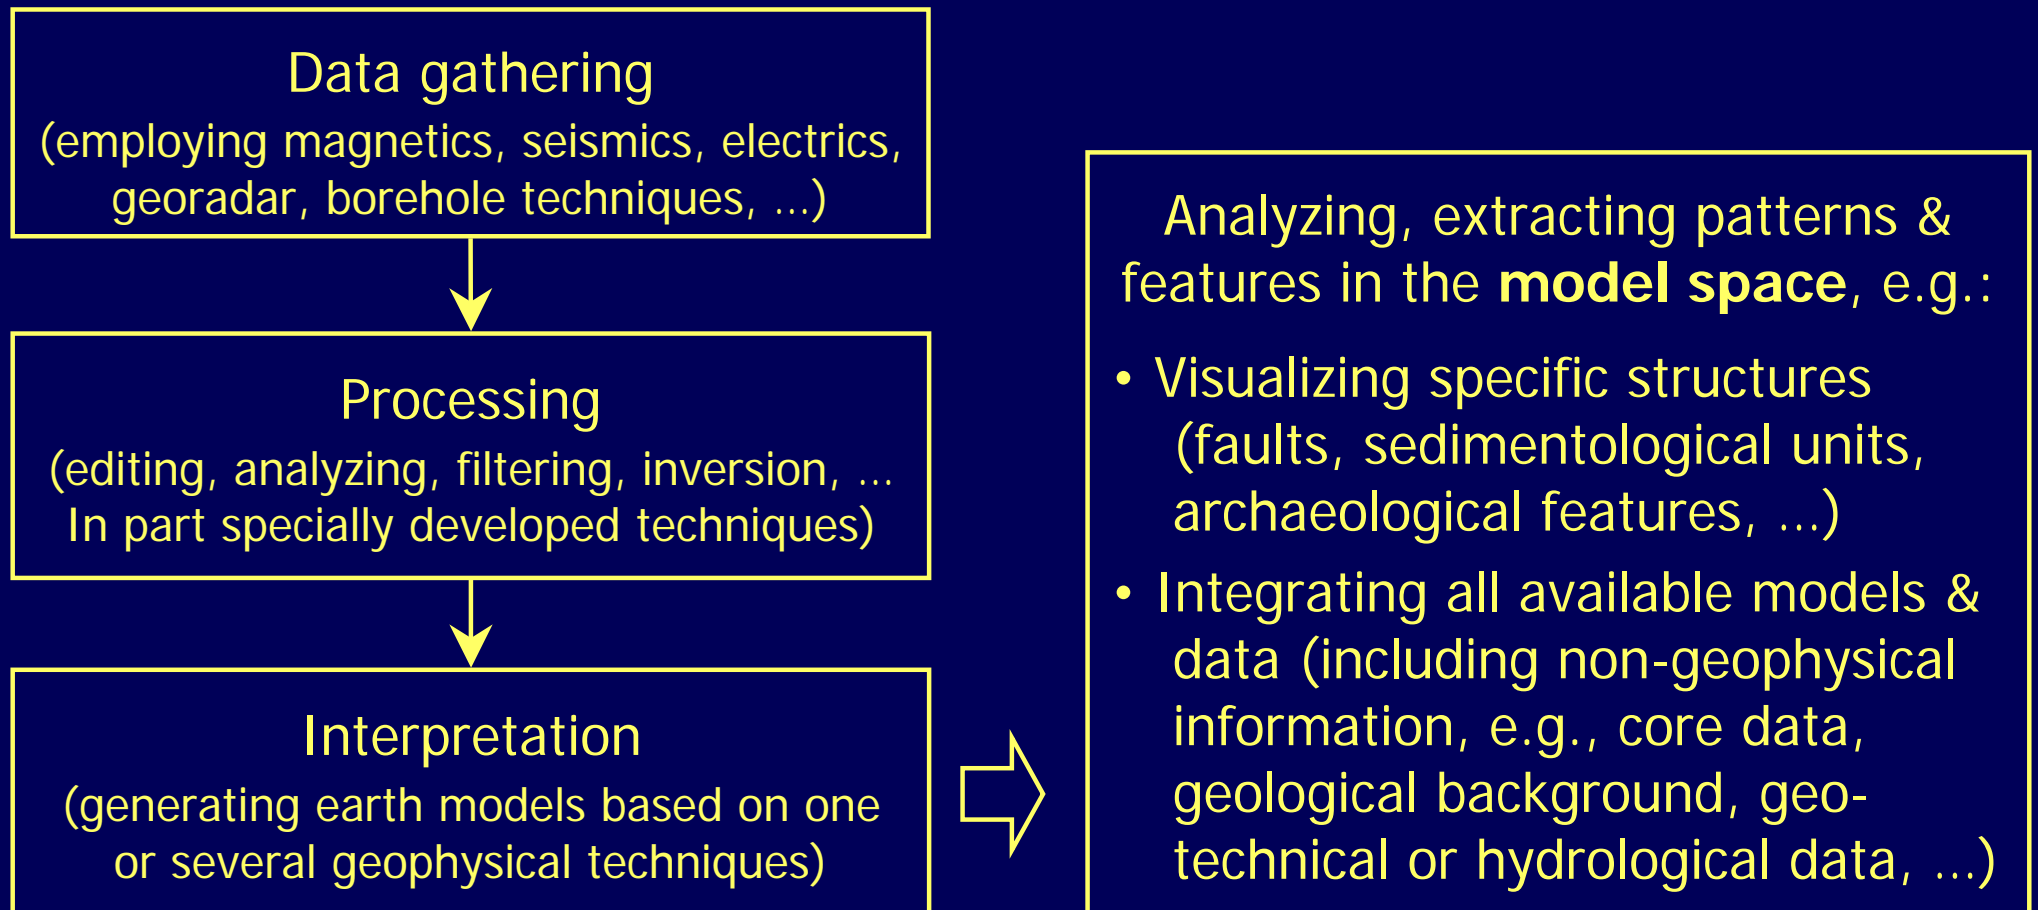 Data gathering
(employing magnetics, seismics, electrics,
georadar, borehole techniques, ...)
Processing
(editing, analyzing, filtering, inversion, ...
In part specially developed techniques)
Interpretation
(generating earth models based on one
or several geophysical techniques)
Analyzing, extracting patterns &
features in the model space, e.g.:
• Visualizing specific structures
(faults, sedimentological units,
archaeological features, ...)
• Integrating all available models &
data (including non-geophysical
information, e.g., core data,
geological background, geo-
technical or hydrological data, ...)